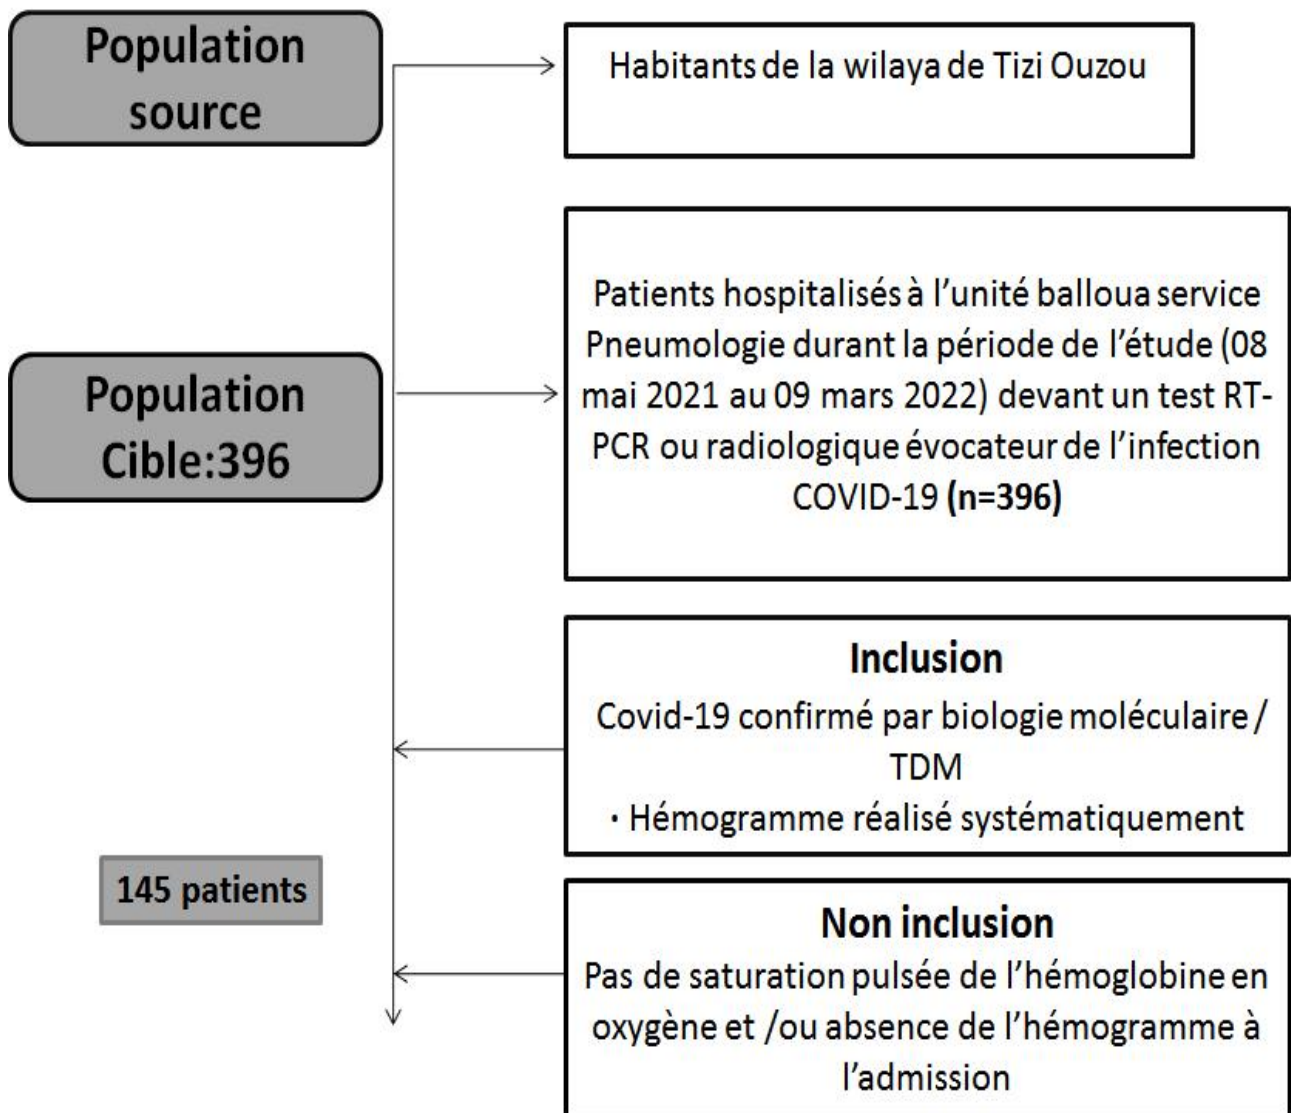 Population
source
Habitants de la wilaya de Tizi Ouzou
Population
Cible:396
Patients hospitalisés à l'unité balloua service
Pneumologie durant la période de l'étude (08
mai 2021 au 09 mars 2022) devant un test RT-
PCR ou radiologique évocateur de l'infection
COVID-19 (n=396)
Inclusion
Covid-19 confirmé par biologie moléculaire /
TDM
· Hémogramme réalisé systématiquement
145 patients
Non inclusion
Pas de saturation pulsée de l'hémoglobine en
oxygène et /ou absence de l'hémogramme à
l'admission